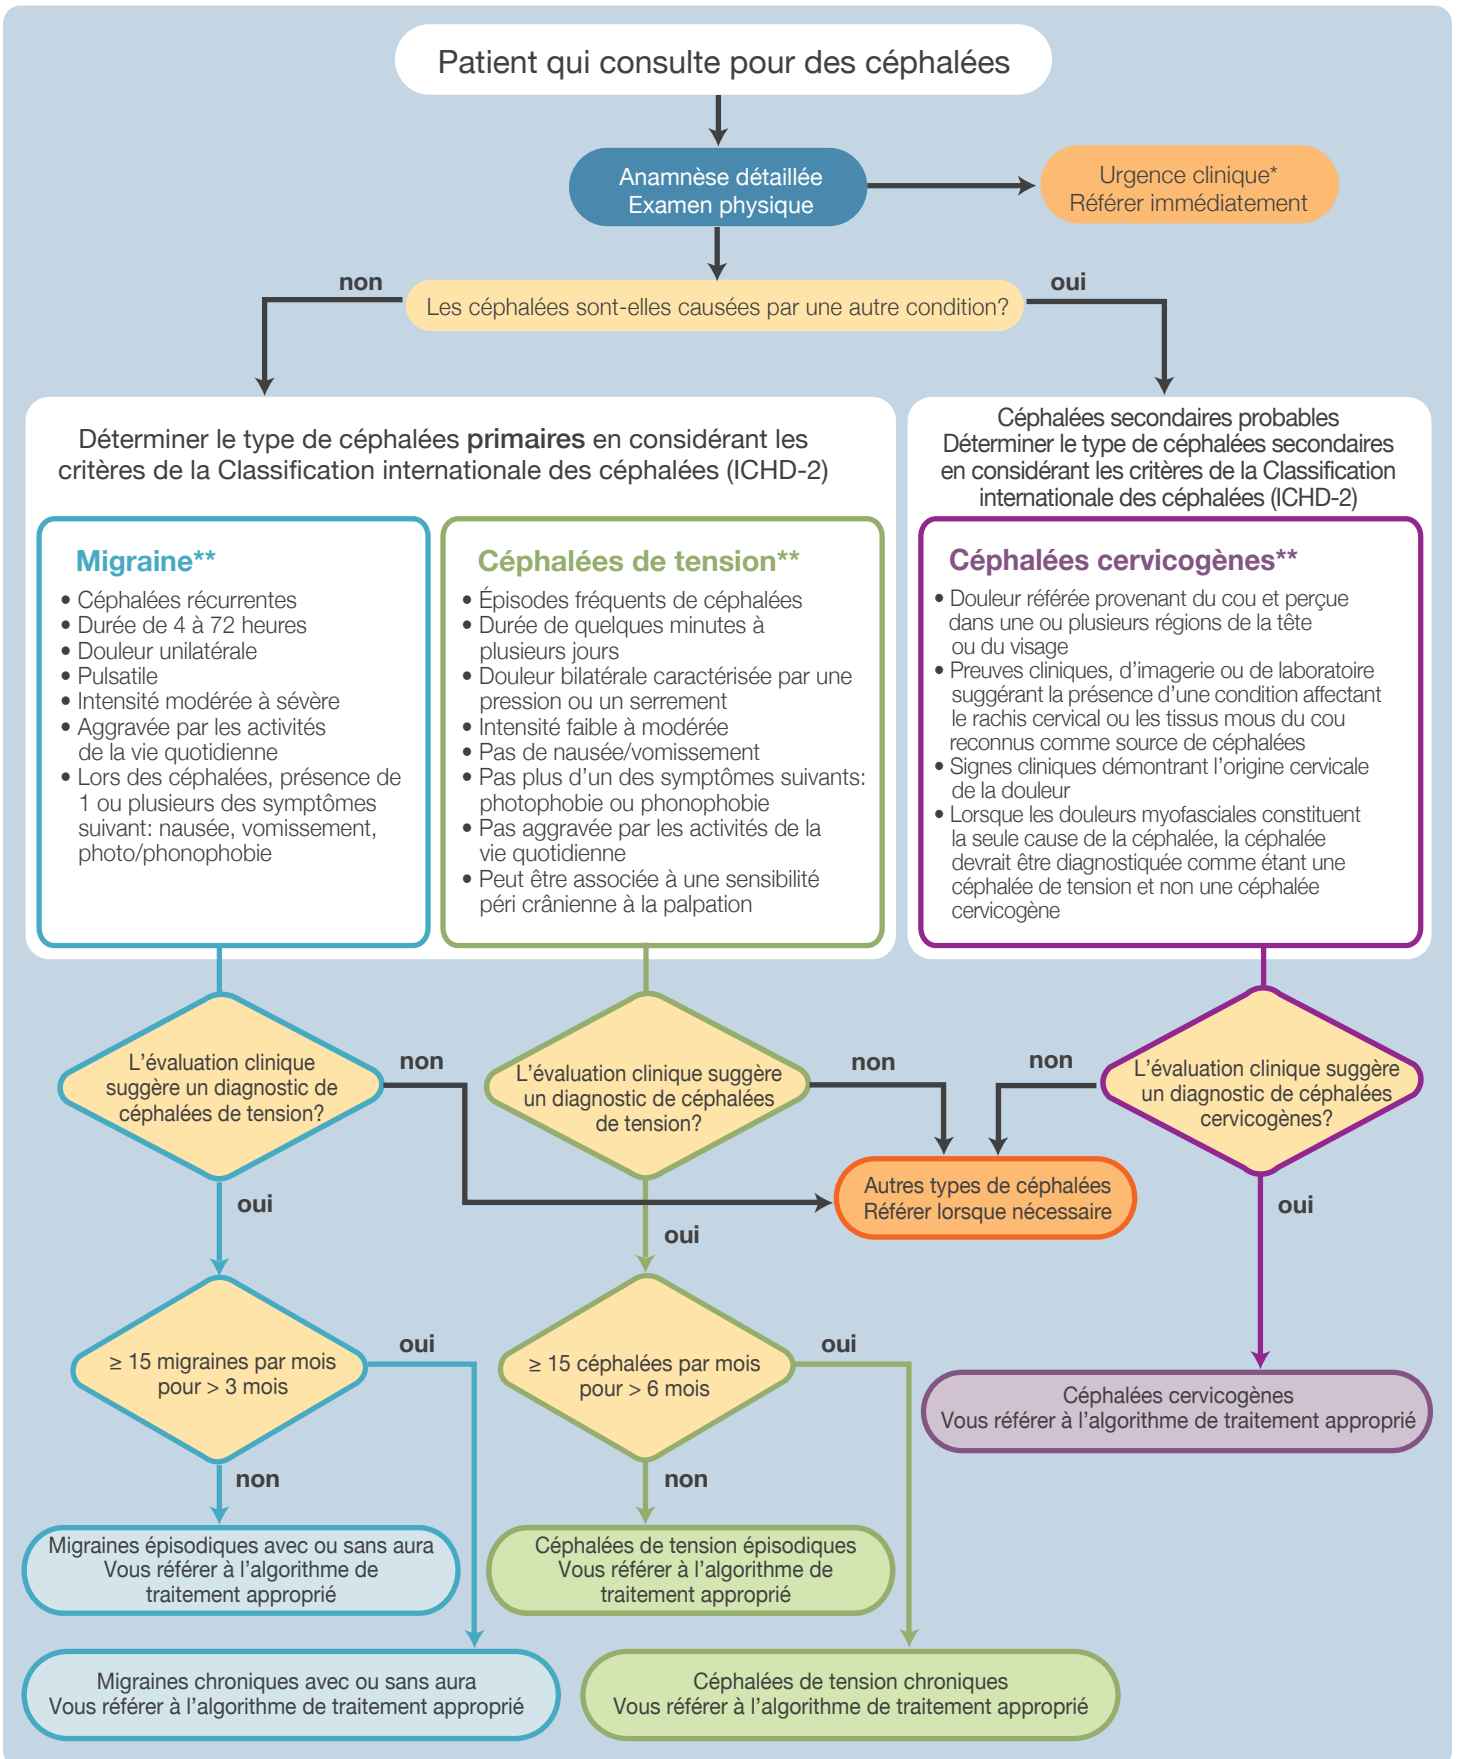 Patient qui consulte pour des céphalées
Anamnèse détaillée
Examen physique
Urgence clinique*
Référer immédiatement
non
Les céphalées sont-elles causées par une autre condition?
oui
Déterminer le type de céphalées primaires en considérant les
critères de la Classification internationale des céphalées (ICHD-2)
Céphalées secondaires probables
Déterminer le type de céphalées secondaires
en considérant les critères de la Classification
internationale des céphalées (ICHD-2)
Migraine**
• Céphalées récurrentes
• Durée de 4 à 72 heures
• Douleur unilatérale
• Pulsatile
• Intensité modérée à sévère
• Aggravée par les activités
de la vie quotidienne
• Lors des céphalées, présence de
1 ou plusieurs des symptômes
suivant: nausée, vomissement,
photo/phonophobie
Céphalées de tension**
• Épisodes fréquents de céphalées
• Durée de quelques minutes à
plusieurs jours
• Douleur bilatérale caractérisée par une
pression ou un serrement
• Intensité faible à modérée
• Pas de nausée/vomissement
• Pas plus d'un des symptômes suivants:
photophobie ou phonophobie
• Pas aggravée par les activités de la
vie quotidienne
• Peut être associée à une sensibilité
péri crânienne à la palpation
Céphalées cervicogènes**
• Douleur référée provenant du cou et perçue
dans une ou plusieurs régions de la tête
ou du visage
• Preuves cliniques, d'imagerie ou de laboratoire
suggérant la présence d'une condition affectant
le rachis cervical ou les tissus mous du cou
reconnus comme source de céphalées
• Signes cliniques démontrant l'origine cervicale
de la douleur
• Lorsque les douleurs myofasciales constituent
la seule cause de la céphalée, la céphalée
devrait être diagnostiquée comme étant une
céphalée de tension et non une céphalée
cervicogène
L'évaluation clinique
suggère un diagnostic de
céphalées de tension?
non
L'évaluation clinique suggère
un diagnostic de céphalées
de tension?
non
non
L'évaluation clinique suggère
un diagnostic de céphalées
cervicogènes?
Autres types de céphalées
Référer lorsque nécessaire
oui
oui
oui
≥ 15 migraines par mois
pour > 3 mois
oui
≥ 15 céphalées par mois
pour > 6 mois
oui
Céphalées cervicogènes
Vous référer à l'algorithme de traitement approprié
non
non
Migraines épisodiques avec ou sans aura
Vous référer à l'algorithme de
traitement approprié
Céphalées de tension épisodiques
Vous référer à l'algorithme de
traitement approprié
Migraines chroniques avec ou sans aura
Vous référer à l'algorithme de traitement approprié
Céphalées de tension chroniques
Vous référer à l'algorithme de traitement approprié